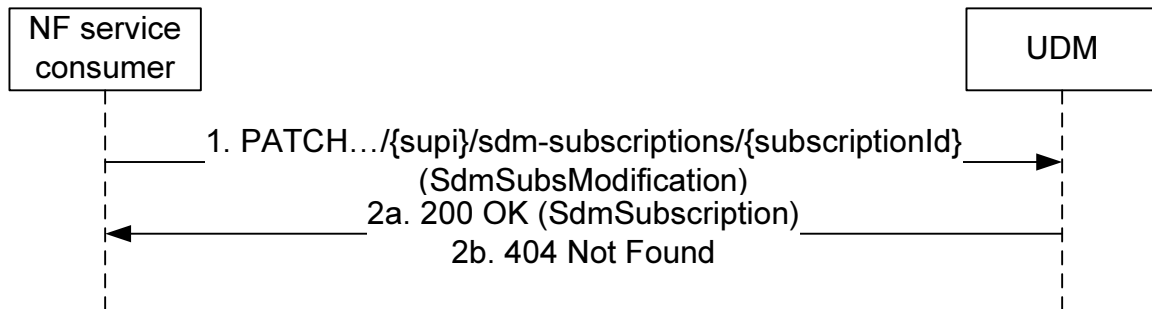 NF service
consumer
UDM
1. PATCH…/{supi}/sdm-subscriptions/{subscriptionId}
(SdmSubsModification)
2a. 200 OK (SdmSubscription)
2b. 404 Not Found